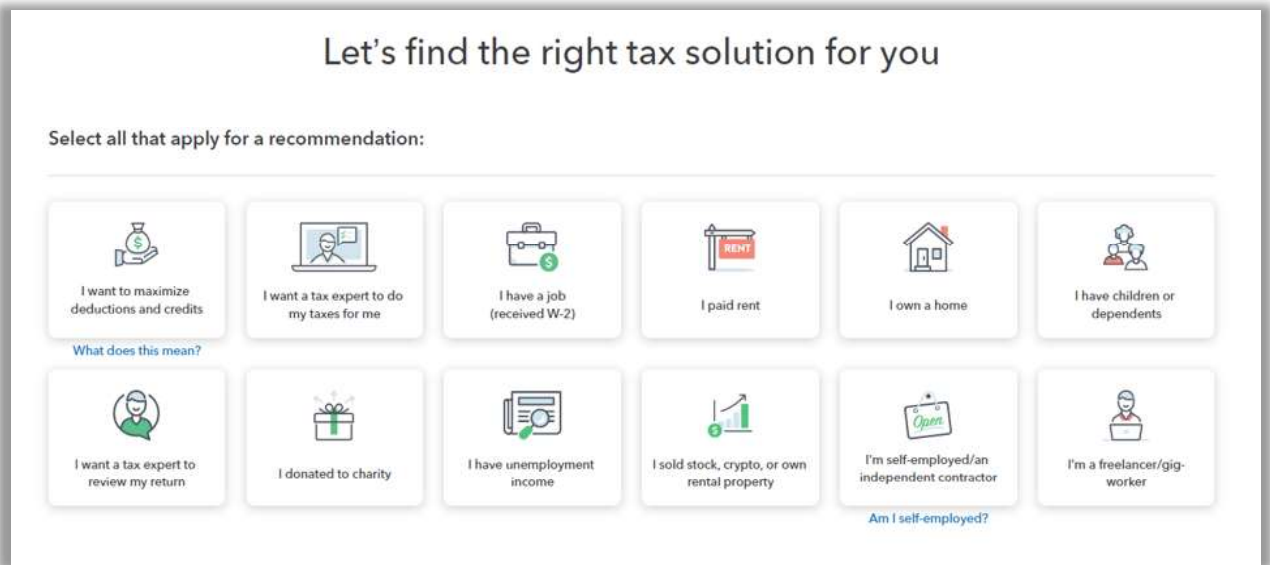 Let's find the right tax solution for you
Select all that apply for a recommendation:
I want to maximize
deductions and credits
What does this mean?
I want a tax expert to do
my taxes for me
I have a job
(received W-2)
RENT
I paid rent
I own a home
I have children or
dependents
I want a tax expert to
review my return
I donated to charity
I have unemployment
income
I sold stock, crypto, or own
rental property
Open
I'm self-employed/an
independent contractor
Am I self-employed?
I'm a freelancer/gig-
worker